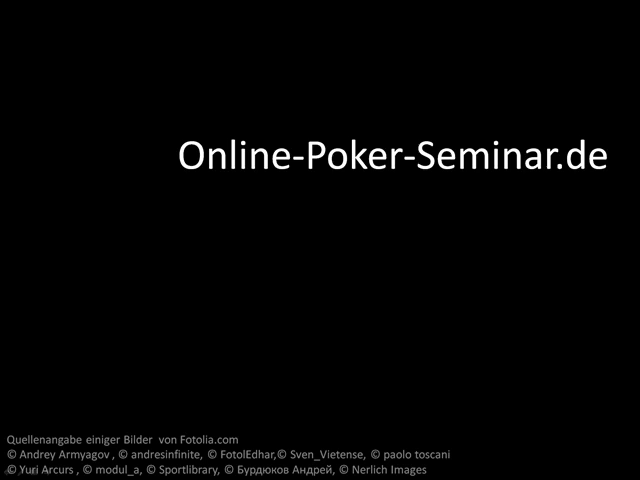 Online-Poker-Seminar.de
Quellenangabe einiger Bilder von Fotolia.com
© Andrey Armyagov , © andresinfinite, © FotolEdhar,© Sven_Vietense, © paolo toscani
© Yuri Arcurs , © modul_a, © Sportlibrary, © Бурдюков Андрей, © Nerlich Images